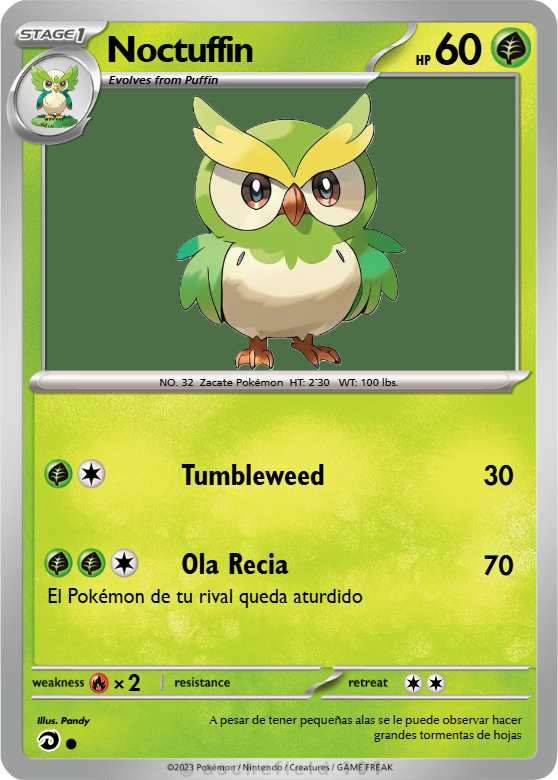 STAGE1
Noctuffin
HP 60
Evolves from Puffin
NO. 32 Zacate Pokémon HT: 2'30 WT: 100 lbs.
Tumbleweed 30
Ola Recia 70
El Pokémon de tu rival queda aturdido
weakness ×2 resistance retreat
Illus. Pandy
A pesar de tener pequeñas alas se le puede observar hacer
grandes tormentas de hojas
©2023 Pokémon / Nintendo / Creatures / GAME FREAK